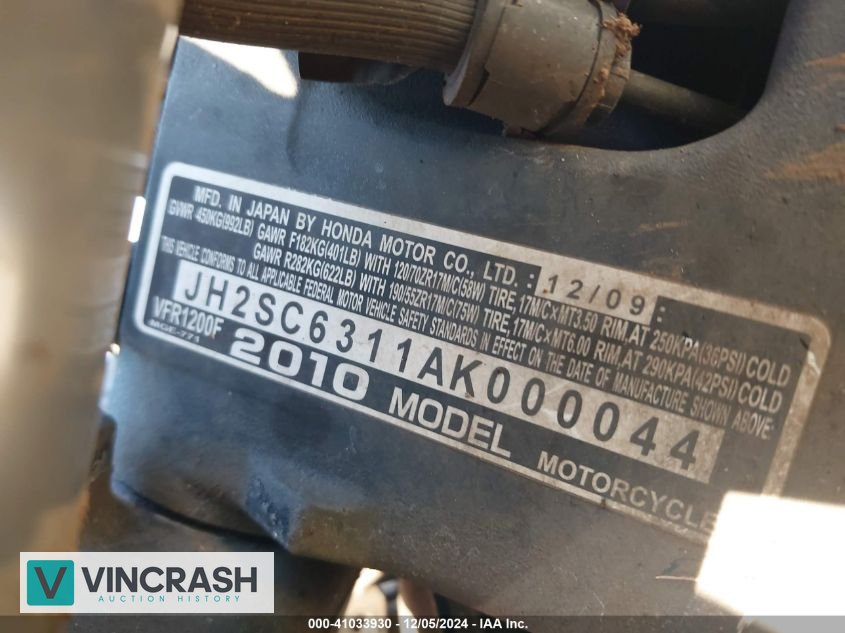 MFD. IN JAPAN BY HONDA MOTOR CO., LTD.: 12/09:
GVWR 450KG(992LB) GAWR F182KG(401LB) WITH 120/70ZR17M/C(58W) TIRE,17M/C×MT3.50 RIM.AT 250KPA(36PSI)COLD
GAWR R282KG(622LB) WITH 190/55ZR17M/C(75W) TIRE,17M/C×MT6.00 RIM.AT 290KPA(42PSI)COLD
THIS VEHICLE CONFORMS TO ALL APPLICABLE FEDERAL MOTOR VEHICLE SAFETY STANDARDS IN EFFECT ON THE DATE OF MANUFACTURE SHOWN ABOVE:
JH2SC6311AK000044
VFR1200F
MGE-771
2010 MODEL MOTORCYCLE
VINCRASH
AUCTION HISTORY
000-41033930 - 12/05/2024 - IAA Inc.